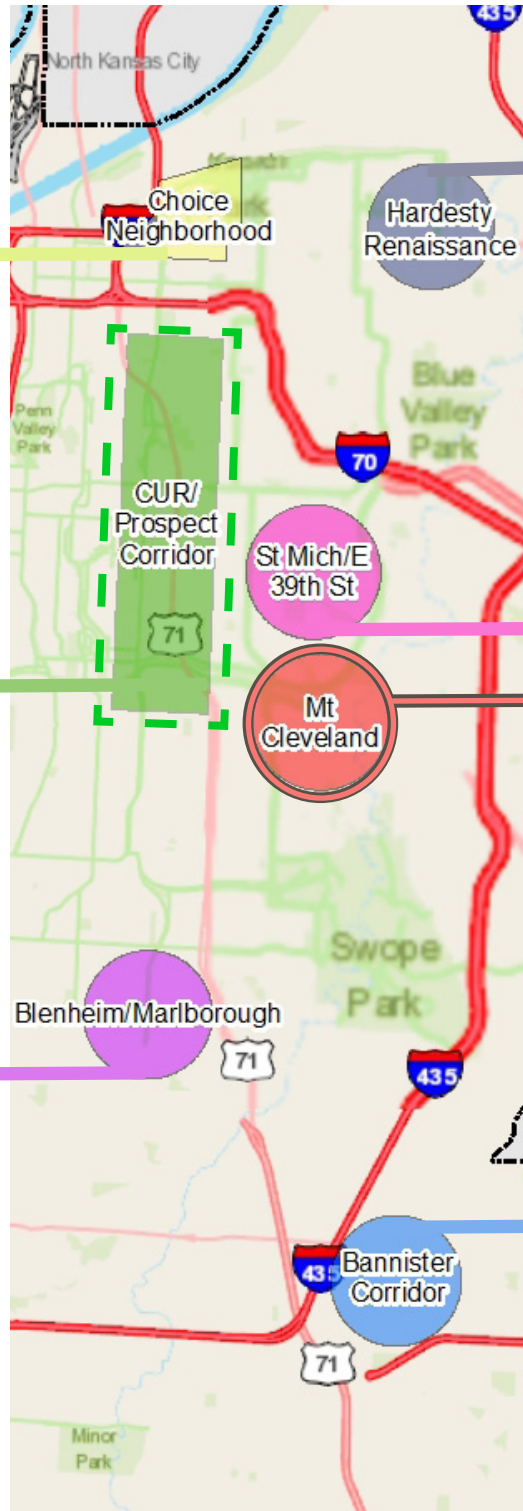 435
North Kansas City
Choice
Neighborhood
Hardesty
Renaissance
Blue
Valley
Park
Penn
Valley
Park
70
CUR/
Prospect
Corridor
St Mich/E
39th St
71
Mt
Cleveland
Swope
Park
Blenheim/Marlborough
71
435
Bannister
Corridor
435
71
Minor
Park